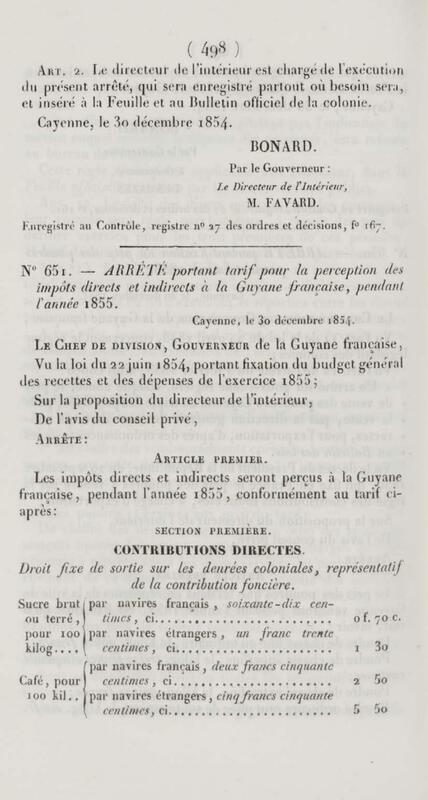 ( 498 )
ART. 2. Le directeur de l'intérieur est chargé de l'exécution
du présent arrêté, qui sera enregistré partout où besoin sera,
et inséré à la Feuille et au Bulletin officiel de la colonie.
Cayenne, le 30 décembre 1854.
BONARD.
Par le Gouverneur :
Le Directeur de l'Intérieur,
M. FAVARD.
Enregistré au Contrôle, registre n° 27 des ordres et décisions, f° 167.
N° 651. — ARRÊTÉ portant tarif pour la perception des
impôts directs et indirects à la Guyane française, pendant
l'année 1855.
Cayenne, le 30 décembre 1854.
LE CHEF DE DIVISION, GOUVERNEUR de la Guyane française,
Vu la loi du 22 juin 1854, portant fixation du budget général
des recettes et des dépenses de l'exercice 1855;
Sur la proposition du directeur de l'intérieur,
De l'avis du conseil privé,
ARRÊTE :
ARTICLE PREMIER.
Les impôts directs et indirects seront perçus à la Guyane
française, pendant l'année 1855, conformément au tarif ci-
après :
SECTION PREMIÈRE.
CONTRIBUTIONS DIRECTES.
Droit fixe de sortie sur les denrées coloniales, représentatif
de la contribution foncière.
Sucre brut par navires français, soixante-dix cen-
ou terré, times, ci........................ 0 f. 70 c.
pour 100 par navires étrangers, un franc trente
kilog.... centimes, ci........................ 1 30
par navires français, deux francs cinquante
Café, pour centimes, ci........................ 2 50
100 kil.. par navires étrangers, cinq francs cinquante
centimes, ci........................ 5 50